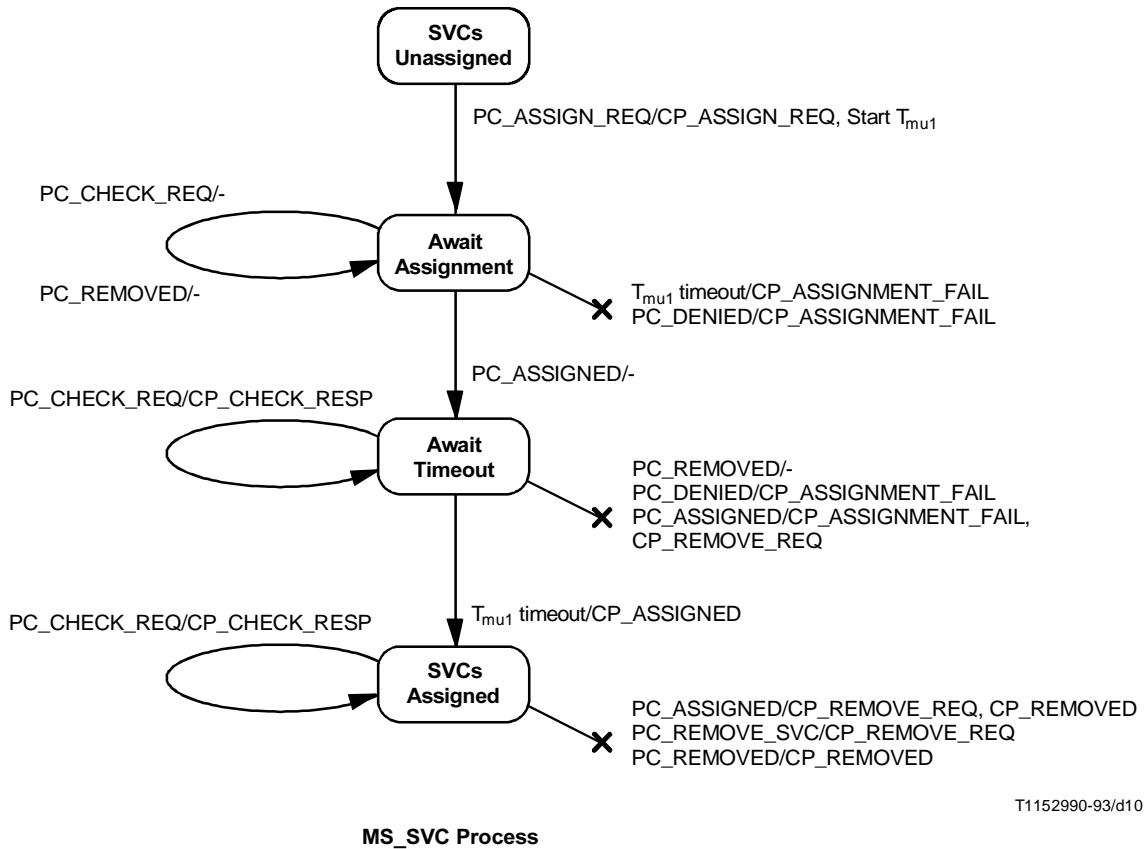 SVCs
Unassigned
PC_ASSIGN_REQ/CP_ASSIGN_REQ, Start Tmu1
PC_CHECK_REQ/-
Await
Assignment
PC_REMOVED/-
Tmu1 timeout/CP_ASSIGNMENT_FAIL
PC_DENIED/CP_ASSIGNMENT_FAIL
PC_ASSIGNED/-
PC_CHECK_REQ/CP_CHECK_RESP
Await
Timeout
PC_REMOVED/-
PC_DENIED/CP_ASSIGNMENT_FAIL
PC_ASSIGNED/CP_ASSIGNMENT_FAIL,
CP_REMOVE_REQ
Tmu1 timeout/CP_ASSIGNED
PC_CHECK_REQ/CP_CHECK_RESP
SVCs
Assigned
PC_ASSIGNED/CP_REMOVE_REQ, CP_REMOVED
PC_REMOVE_SVC/CP_REMOVE_REQ
PC_REMOVED/CP_REMOVED
T1152990-93/d10
MS_SVC Process